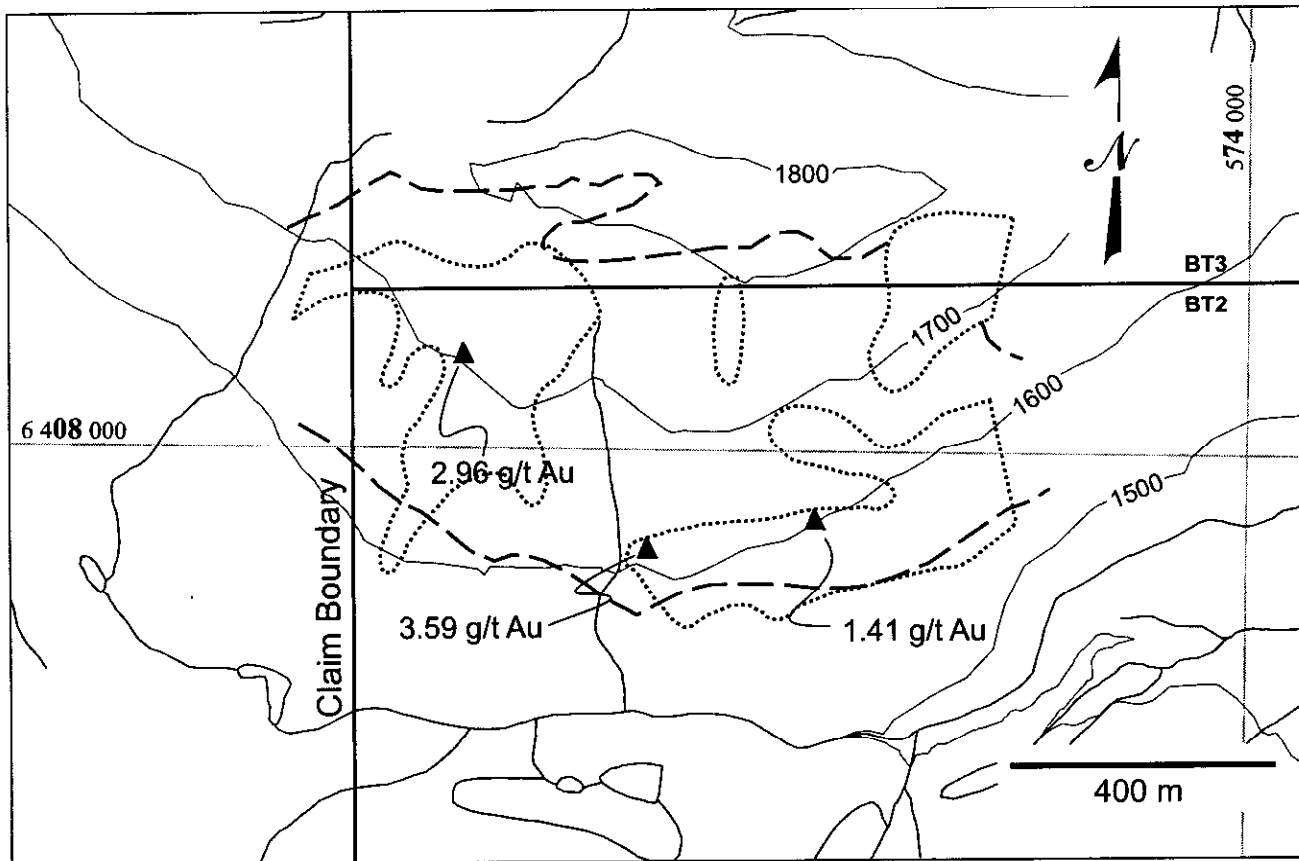 N
574 000
1800
BT3
BT2
1700
1600
6 408 000
2.96 g/t Au
1500
Claim Boundary
3.59 g/t Au
1.41 g/t Au
400 m